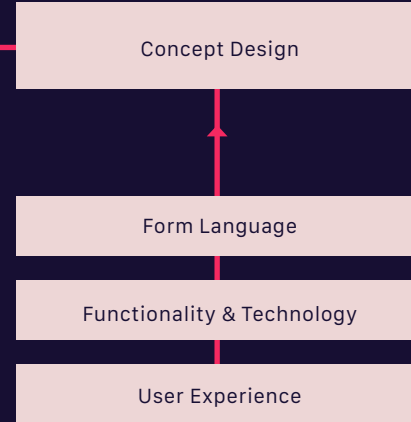 Concept Design
Form Language
Functionality & Technology
User Experience